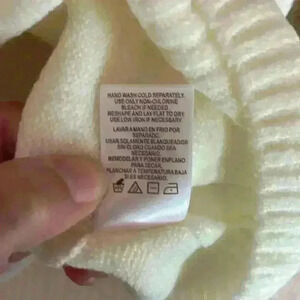 HAND WASH COLD SEPARATELY.
USE ONLY NON-CHLORINE
BLEACH IF NEEDED.
RESHAPE AND LAY FLAT TO DRY.
USE LOW IRON IF NECESSARY.
LAVAR A MANO EN FRIO POR
SEPARADO.
USAR SOLAMENTE BLANQUEADOR
SIN CLORO CUANDO SEA
NECESARIO.
REMODELAR Y PONER EN PLANO
PARA SECAR.
PLANCHAR A TEMPERATURA BAJA
SI ES NECESARIO.